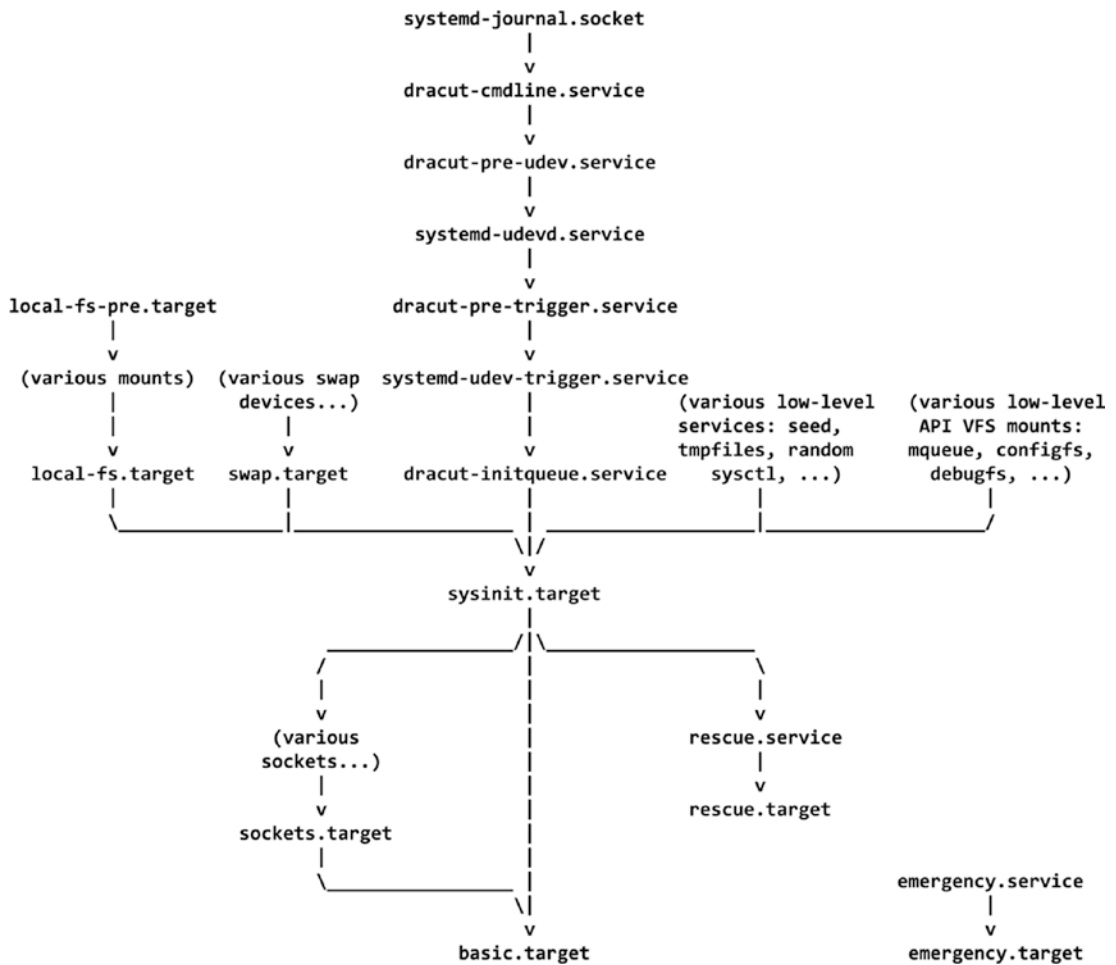 systemd-journal.socket
dracut-cmdline.service
dracut-pre-udev.service
systemd-udevd.service
local-fs-pre.target
dracut-pre-trigger.service
(various mounts)
(various swap
devices...)
systemd-udev-trigger.service
(various low-level
services: seed,
tmpfiles, random
sysctl, ...)
(various low-level
API VFS mounts:
mqueue, configfs,
debugfs, ...)
local-fs.target
swap.target
dracut-initqueue.service
sysinit.target
(various
sockets...)
rescue.service
rescue.target
sockets.target
emergency.service
basic.target
emergency.target